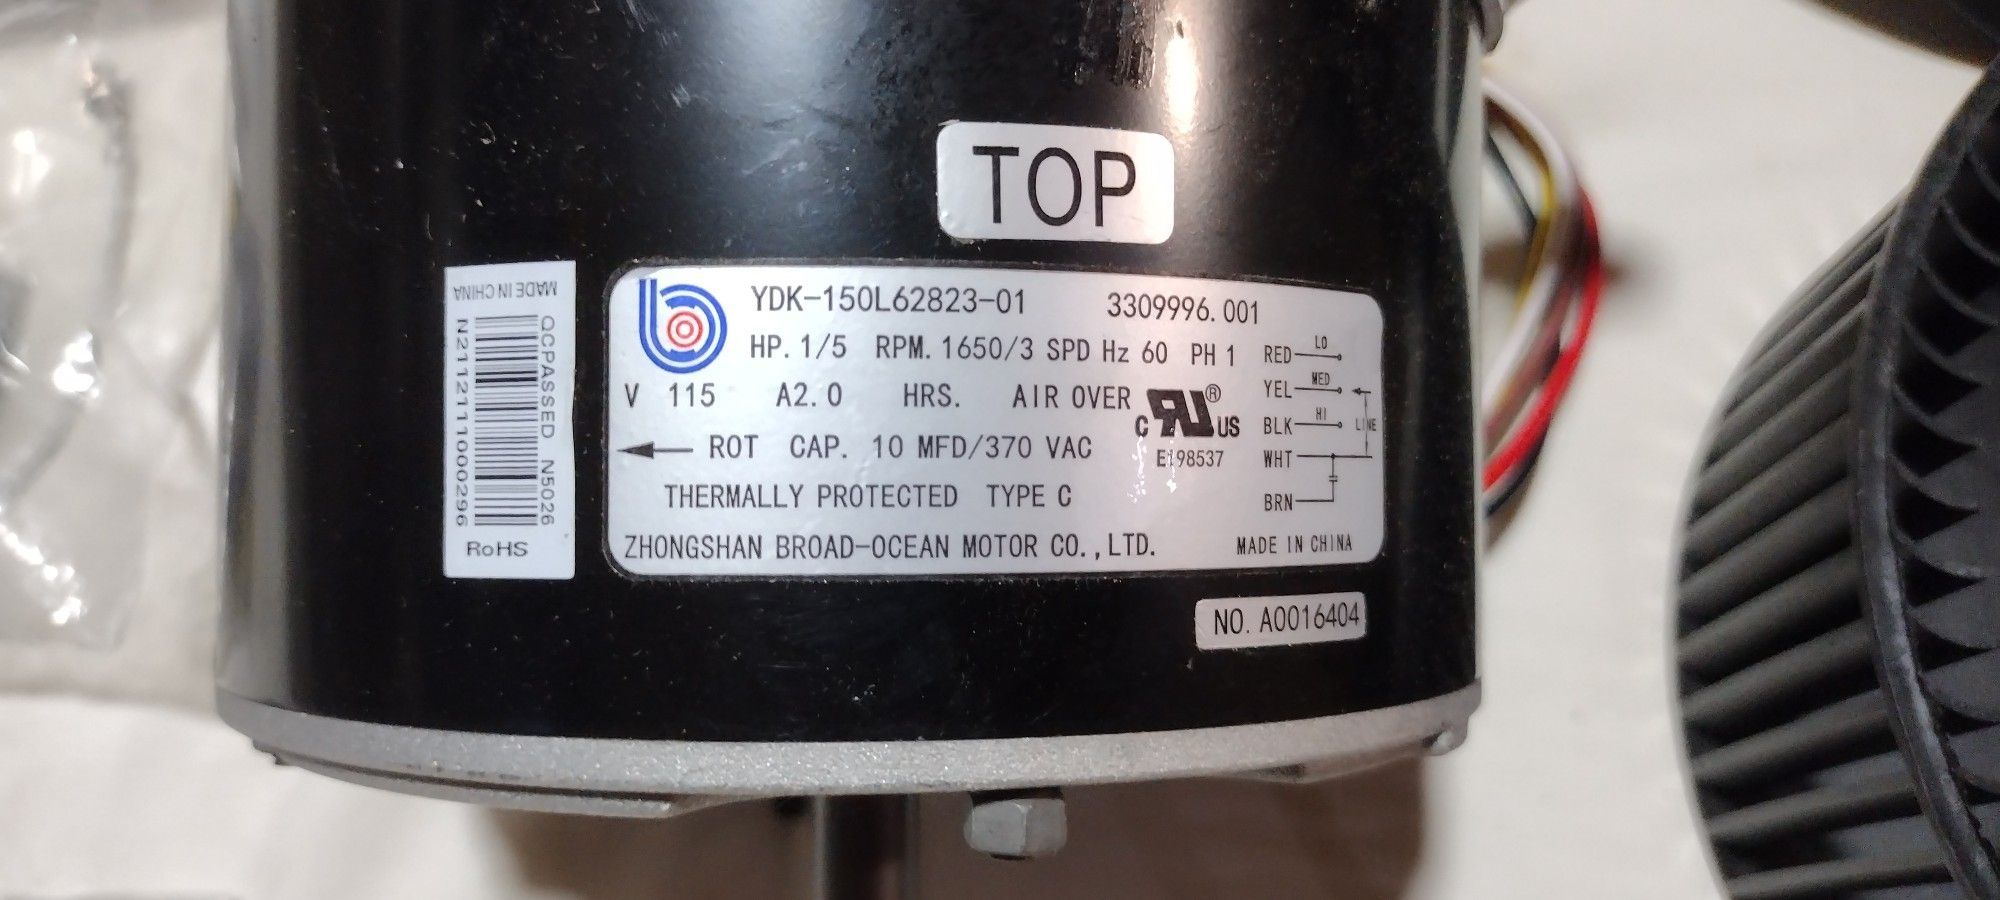 TOP
MADE IN CHINA
QCPASSED N5026
N211211000296
RoHS
YDK-150L62823-01 3309996.001
HP. 1/5 RPM. 1650/3 SPD Hz 60 PH 1
V 115 A2.0 HRS. AIR OVER
ROT CAP. 10 MFD/370 VAC
THERMALLY PROTECTED TYPE C
ZHONGSHAN BROAD-OCEAN MOTOR CO.,LTD.
C US ®
E198537
RED LO
YEL MED
BLK HI LINE
WHT
BRN
MADE IN CHINA
NO. A0016404